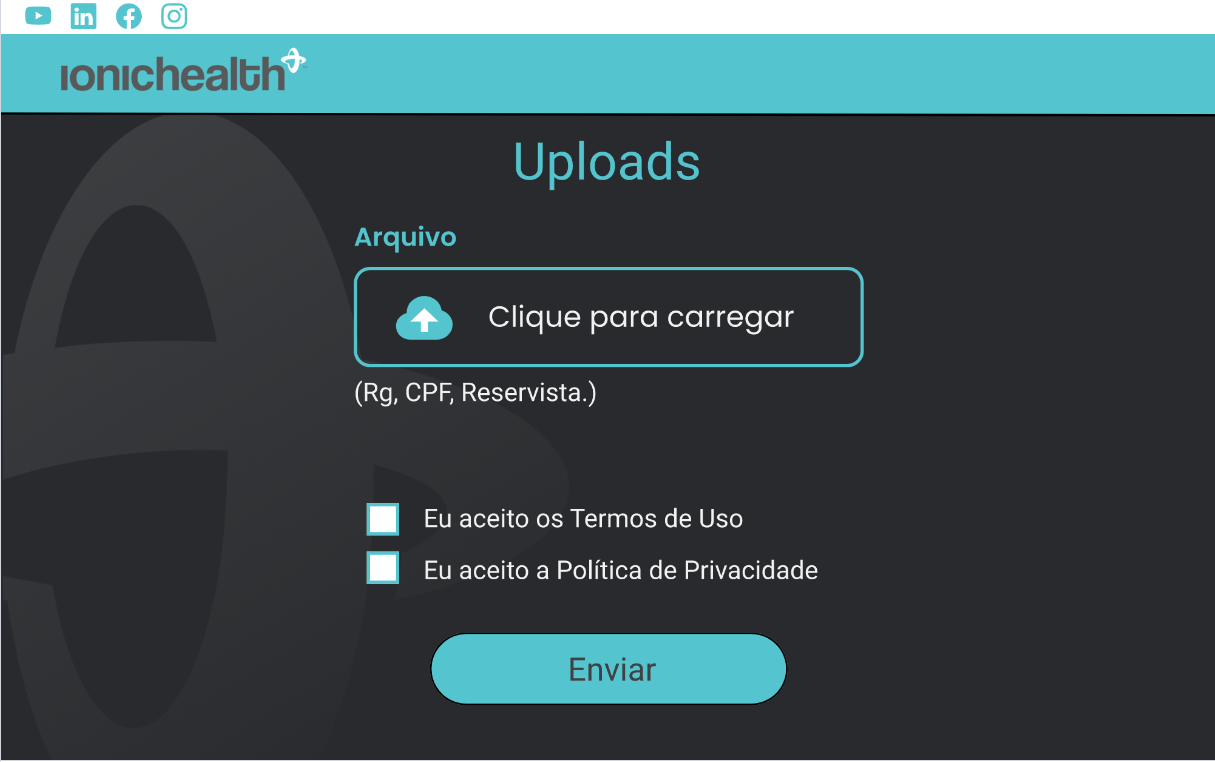 ionichealth
Uploads
Arquivo
Clique para carregar
(Rg, CPF, Reservista.)
Eu aceito os Termos de Uso
Eu aceito a Política de Privacidade
Enviar